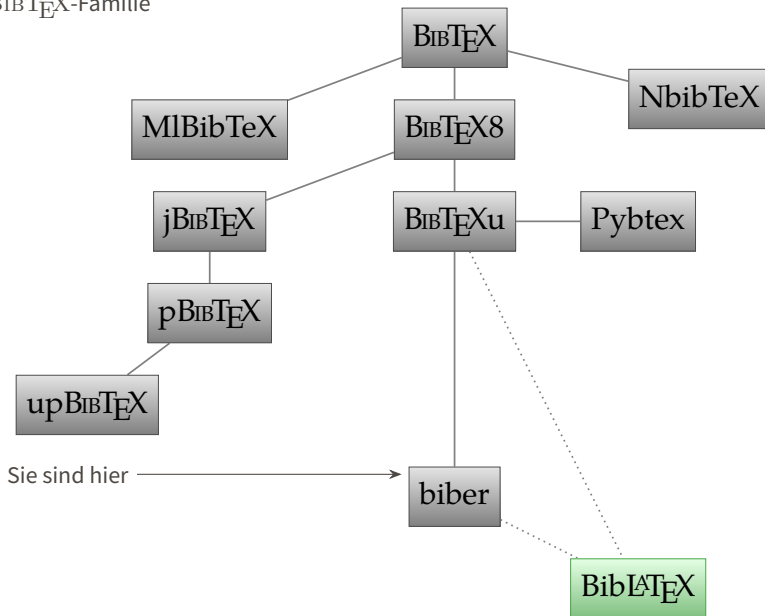 BIBTEX-Familie
BIBTEX
MlBibTeX
BIBTEX8
NbibTeX
jBIBTEX
BIBTEXu
Pybtex
pBIBTEX
upBIBTEX
Sie sind hier
biber
BibLATEX